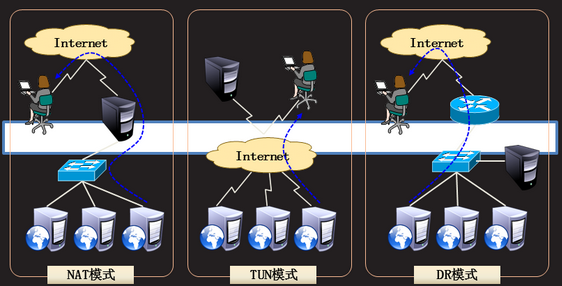 Internet
Internet
Internet
NAT模式
TUN模式
DR模式